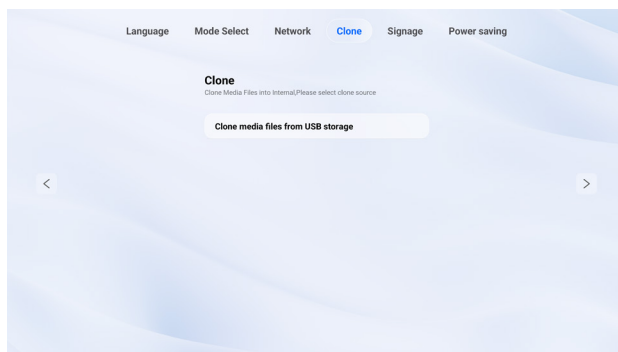 Language Mode Select Network Clone Signage Power saving
Clone
Clone Media Files into Internal,Please select clone source
Clone media files from USB storage